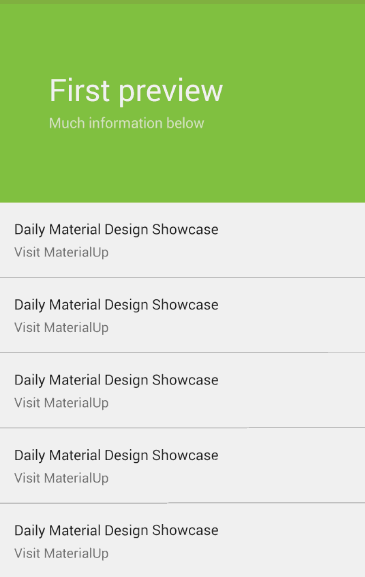 First preview
Much information below
Daily Material Design Showcase
Visit MaterialUp
Daily Material Design Showcase
Visit MaterialUp
Daily Material Design Showcase
Visit MaterialUp
Daily Material Design Showcase
Visit MaterialUp
Daily Material Design Showcase
Visit MaterialUp